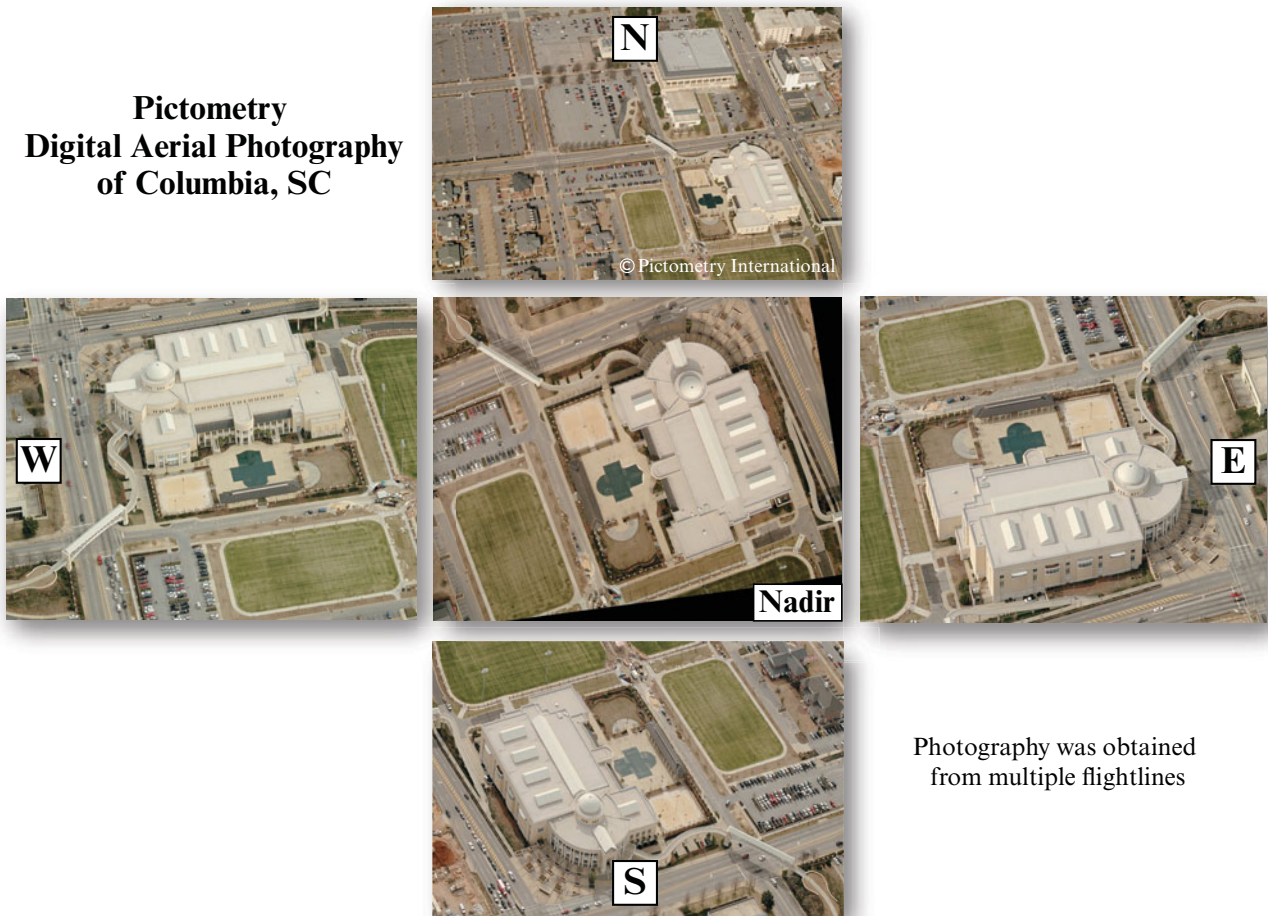 Pictometry
Digital Aerial Photography
of Columbia, SC
N
© Pictometry International
W
Nadir
E
S
Photography was obtained
from multiple flightlines